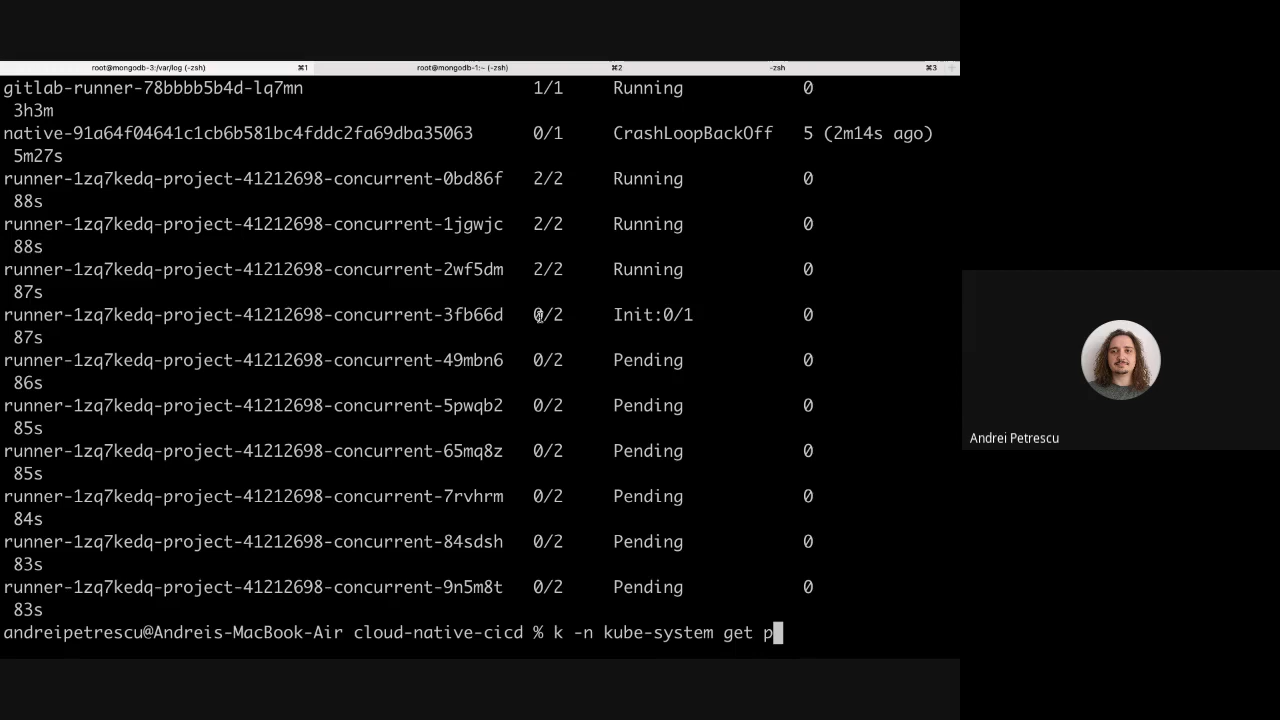 root@mongodb-3:/var/log (-zsh) ⌘1 root@mongodb-1:~ (-zsh) ⌘2 -zsh ⌘3 +
gitlab-runner-78bbbb5b4d-lq7mn 1/1 Running 0
3h3m
native-91a64f04641c1cb6b581bc4fddc2fa69dba35063 0/1 CrashLoopBackOff 5 (2m14s ago)
5m27s
runner-1zq7kedq-project-41212698-concurrent-0bd86f 2/2 Running 0
88s
runner-1zq7kedq-project-41212698-concurrent-1jgwjc 2/2 Running 0
88s
runner-1zq7kedq-project-41212698-concurrent-2wf5dm 2/2 Running 0
87s
runner-1zq7kedq-project-41212698-concurrent-3fb66d 0/2 Init:0/1 0
87s
runner-1zq7kedq-project-41212698-concurrent-49mbn6 0/2 Pending 0
86s
runner-1zq7kedq-project-41212698-concurrent-5pwqb2 0/2 Pending 0
85s
runner-1zq7kedq-project-41212698-concurrent-65mq8z 0/2 Pending 0
85s
runner-1zq7kedq-project-41212698-concurrent-7rvhrm 0/2 Pending 0
84s
runner-1zq7kedq-project-41212698-concurrent-84sdsh 0/2 Pending 0
83s
runner-1zq7kedq-project-41212698-concurrent-9n5m8t 0/2 Pending 0
83s
andreipetrescu@Andreis-MacBook-Air cloud-native-cicd % k -n kube-system get p
Andrei Petrescu